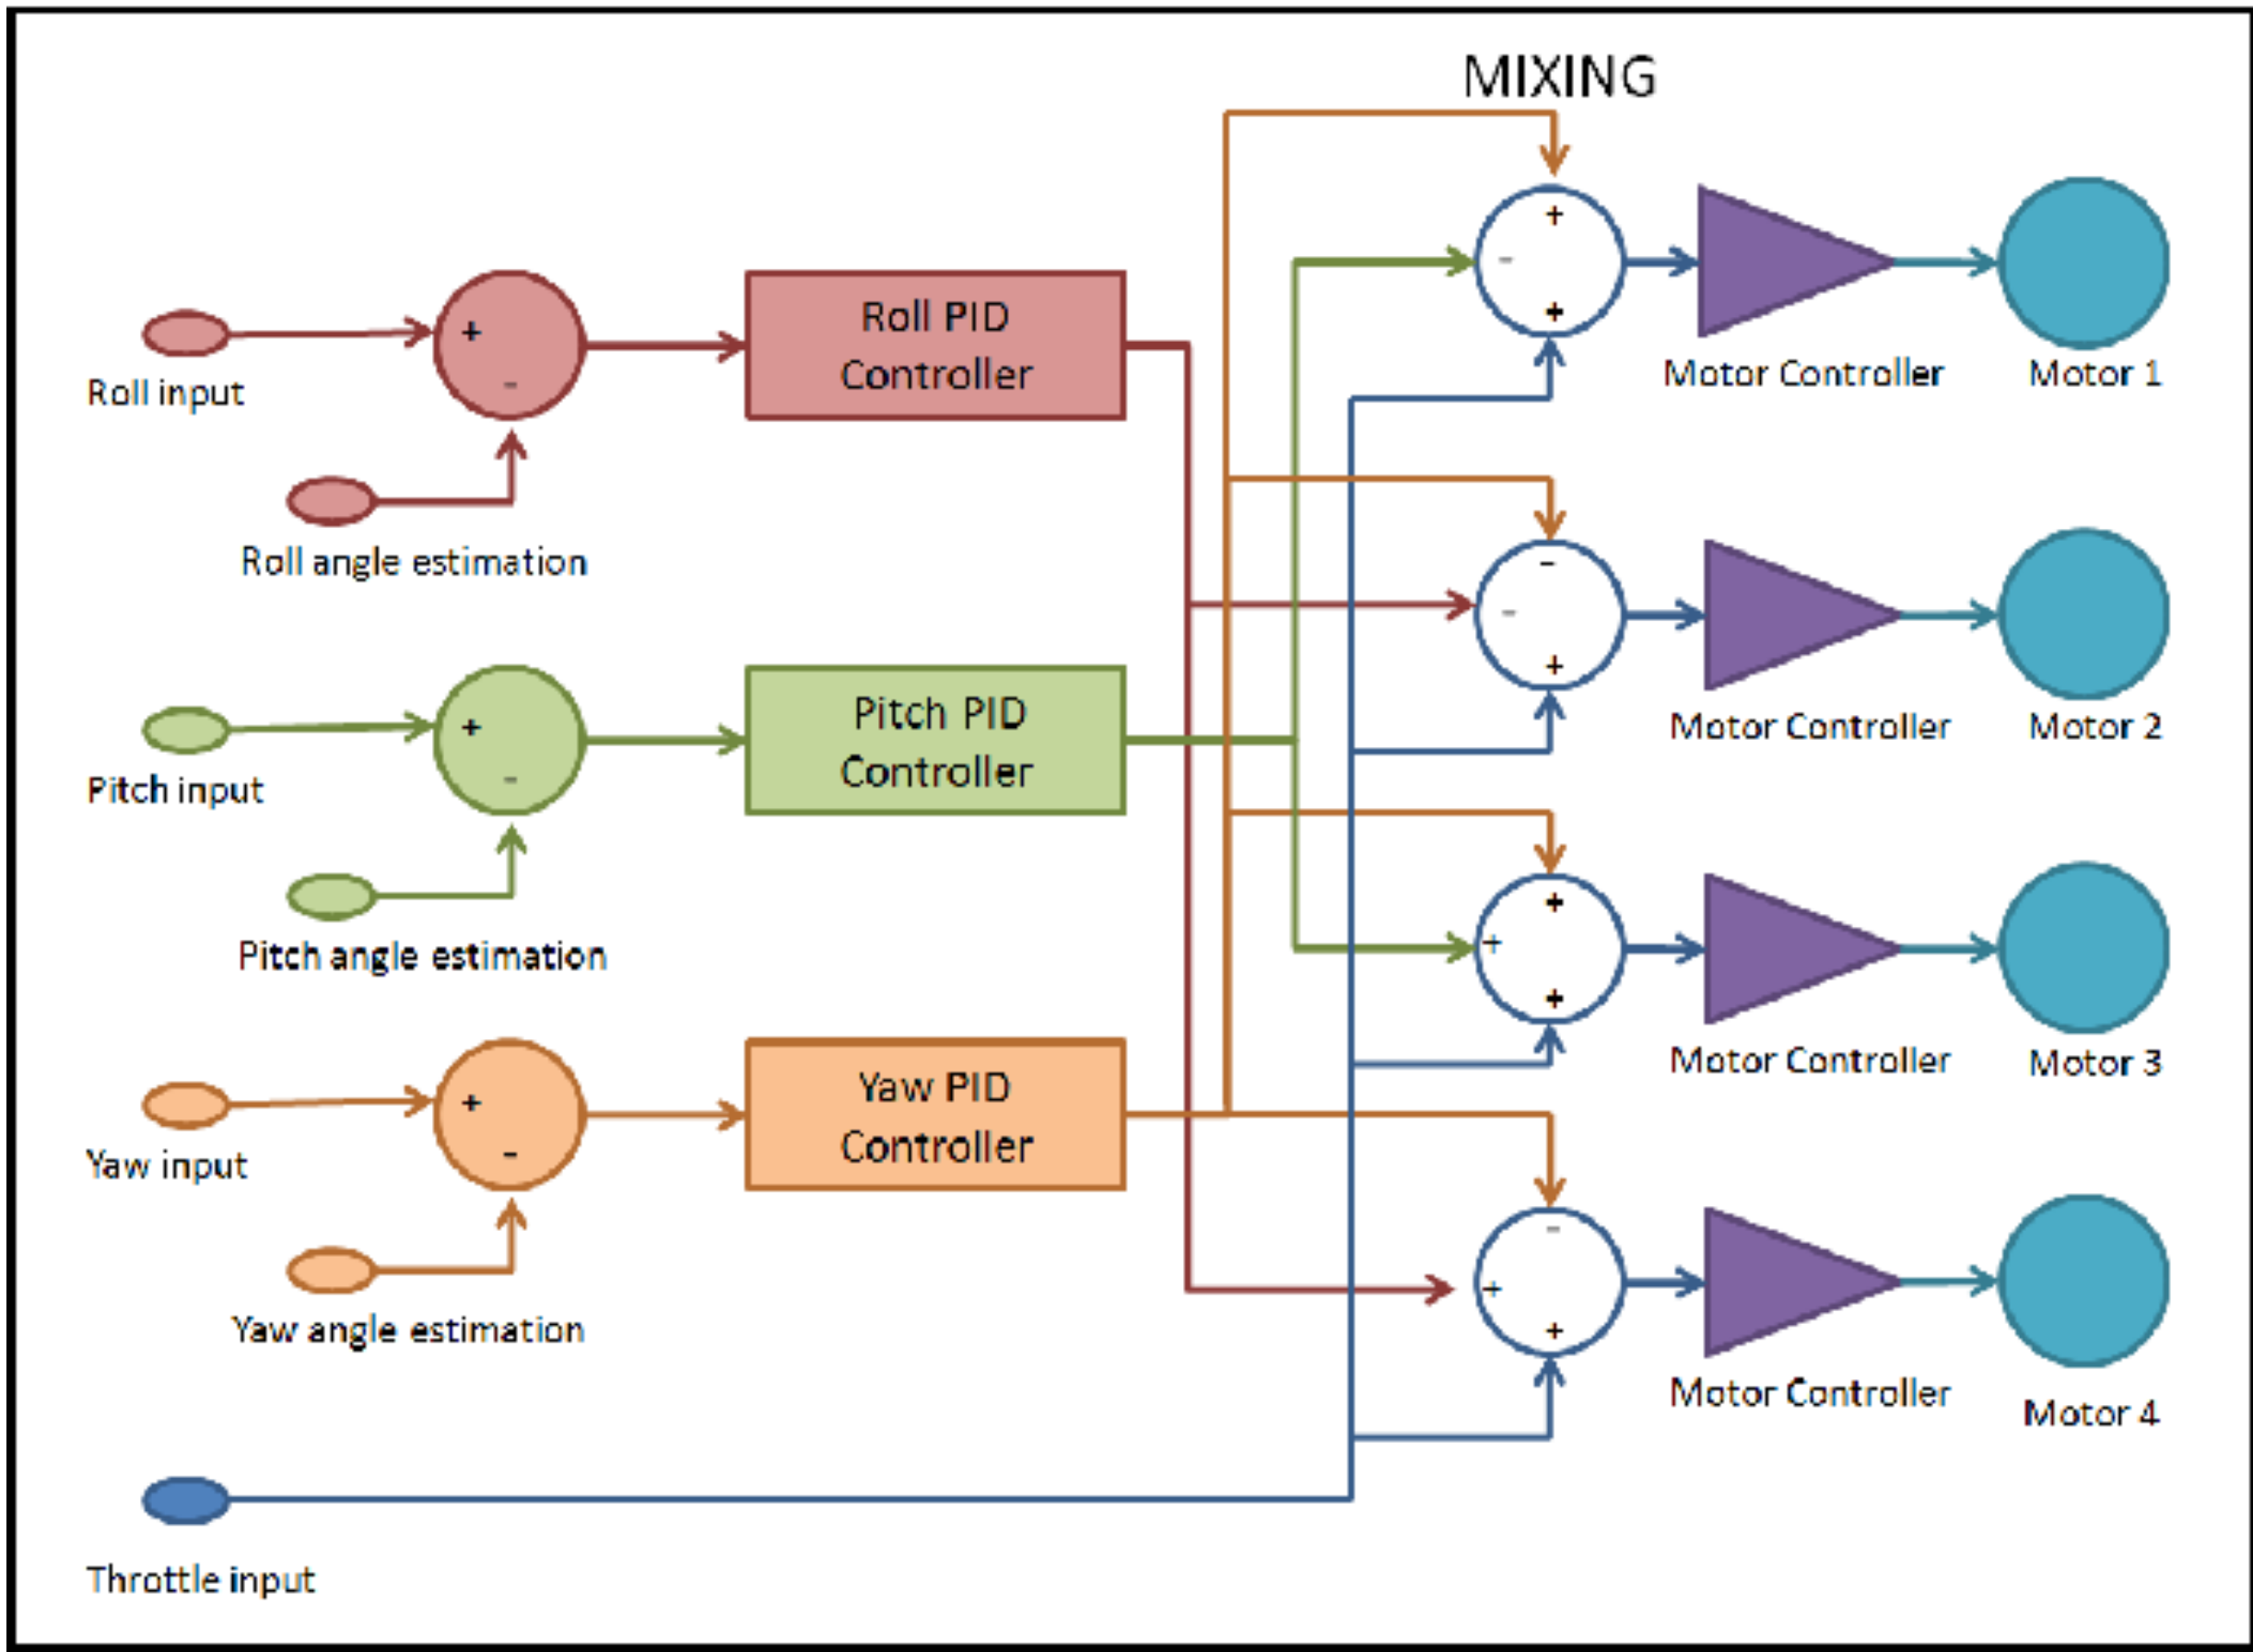 MIXING
+
-
+
Motor Controller
Motor 1
+
-
Roll PID
Controller
Roll input
Roll angle estimation
-
-
+
Motor Controller
Motor 2
+
-
Pitch PID
Controller
Pitch input
Pitch angle estimation
+
+
+
Motor Controller
Motor 3
+
-
Yaw PID
Controller
Yaw input
Yaw angle estimation
-
+
+
Motor Controller
Motor 4
Throttle input